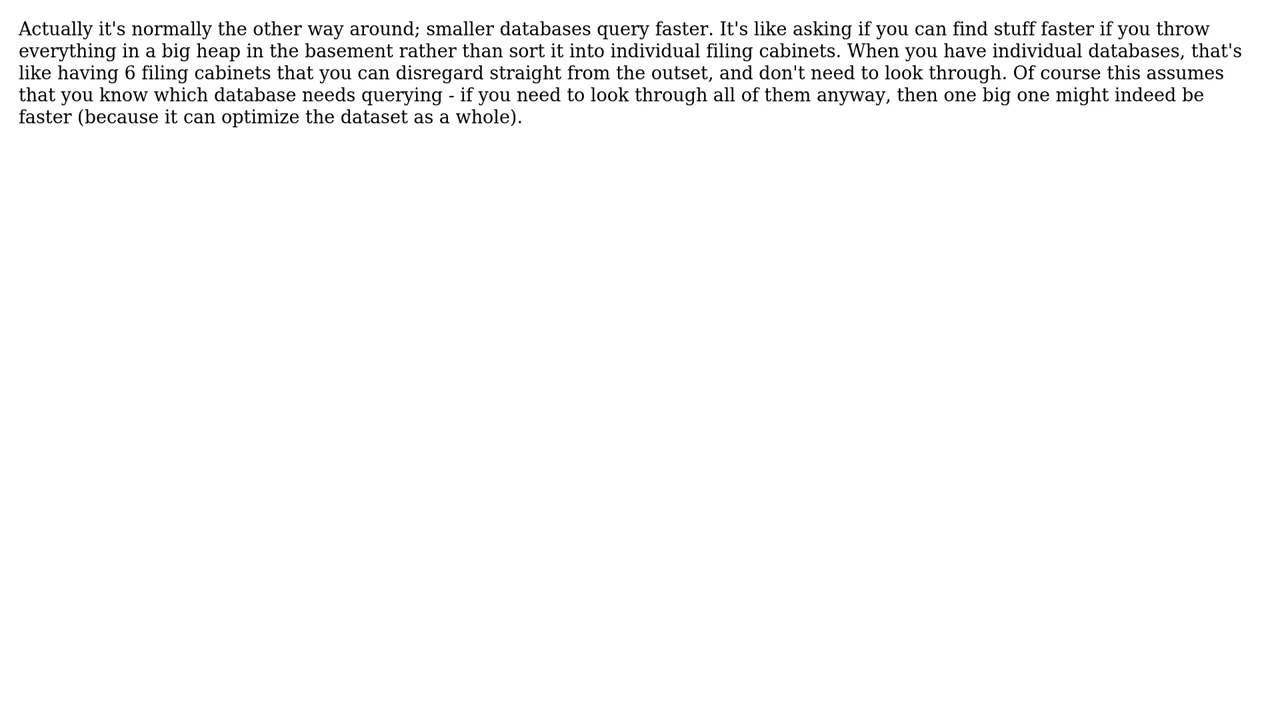 Actually it's normally the other way around; smaller databases query faster. It's like asking if you can find stuff faster if you throw
everything in a big heap in the basement rather than sort it into individual filing cabinets. When you have individual databases, that's
like having 6 filing cabinets that you can disregard straight from the outset, and don't need to look through. Of course this assumes
that you know which database needs querying - if you need to look through all of them anyway, then one big one might indeed be
faster (because it can optimize the dataset as a whole).